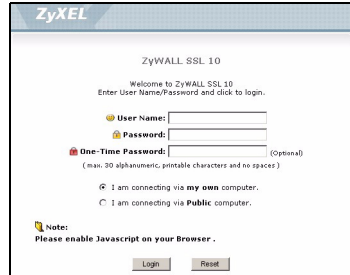 ZyXEL
ZyWALL SSL 10
Welcome to ZyWALL SSL 10
Enter User Name/Password and click to login.
User Name:
Password:
One-Time Password: (Optional)
( max. 30 alphanumeric, printable characters and no spaces )
I am connecting via my own computer.
I am connecting via Public computer.
Note:
Please enable Javascript on your Browser .
Login Reset